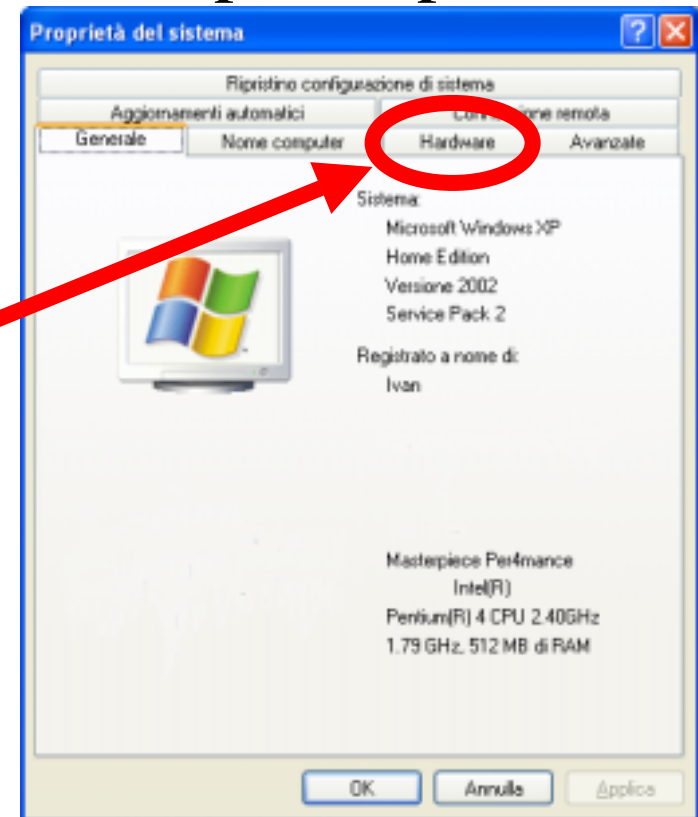 Proprietà del sistema
Ripristino configurazione di sistema
Aggiornamenti automatici remota
Generale Nome computer Hardware Avanzate
Sistema:
Microsoft Windows XP
Home Edition
Versione 2002
Service Pack 2
Registrato a nome di:
Ivan
Masterpiece Per4mance
Intel(R)
Pentium(R) 4 CPU 2.40GHz
1.79 GHz, 512 MB di RAM
OK Annulla Applica